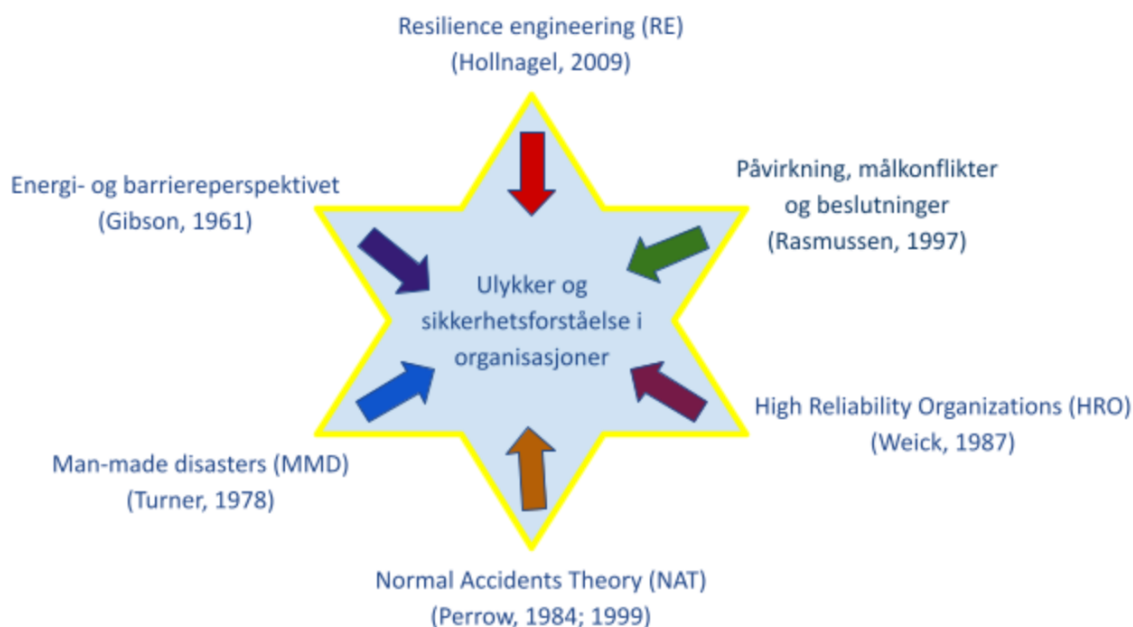 Resilience engineering (RE)
(Hollnagel, 2009)
Energi- og barriereperspektivet
(Gibson, 1961)
Påvirkning, målkonflikter
og beslutninger
(Rasmussen, 1997)
Ulykker og
sikkerhetsforståelse i
organisasjoner
Man-made disasters (MMD)
(Turner, 1978)
High Reliability Organizations (HRO)
(Weick, 1987)
Normal Accidents Theory (NAT)
(Perrow, 1984; 1999)